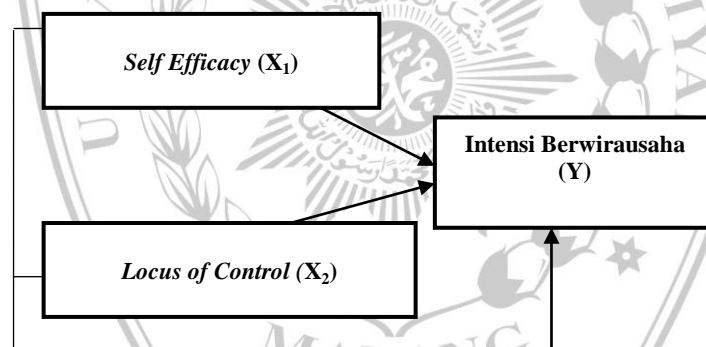 Self Efficacy (X₁)
Intensi Berwirausaha
(Y)
Locus of Control (X₂)